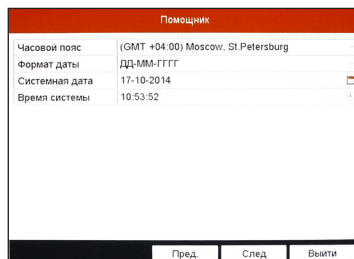 Помощник
Часовой пояс (GMT +04:00) Moscow, St.Petersburg
Формат даты ДД-ММ-ГГГГ
Системная дата 17-10-2014
Время системы 10:53:52
Пред. След Выйти